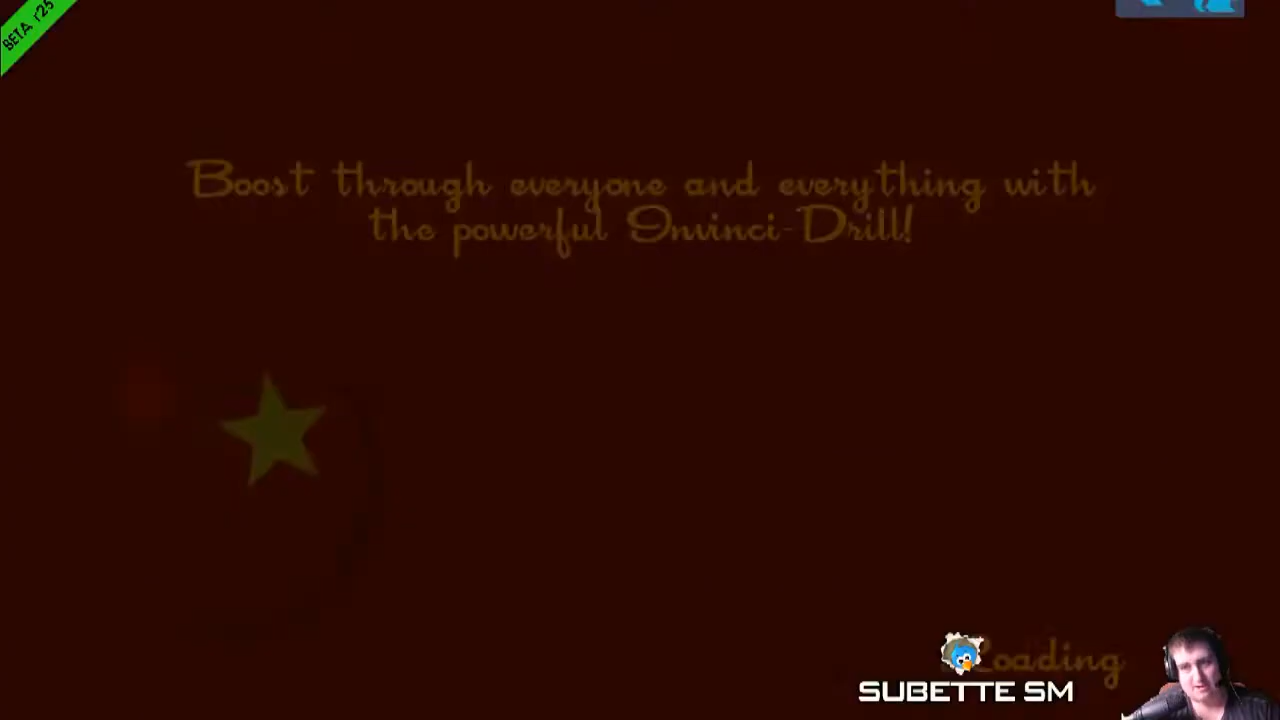 BETA r25
Boost through everyone and everything with
the powerful Invinci-Drill!
Loading
SUBETTE SM